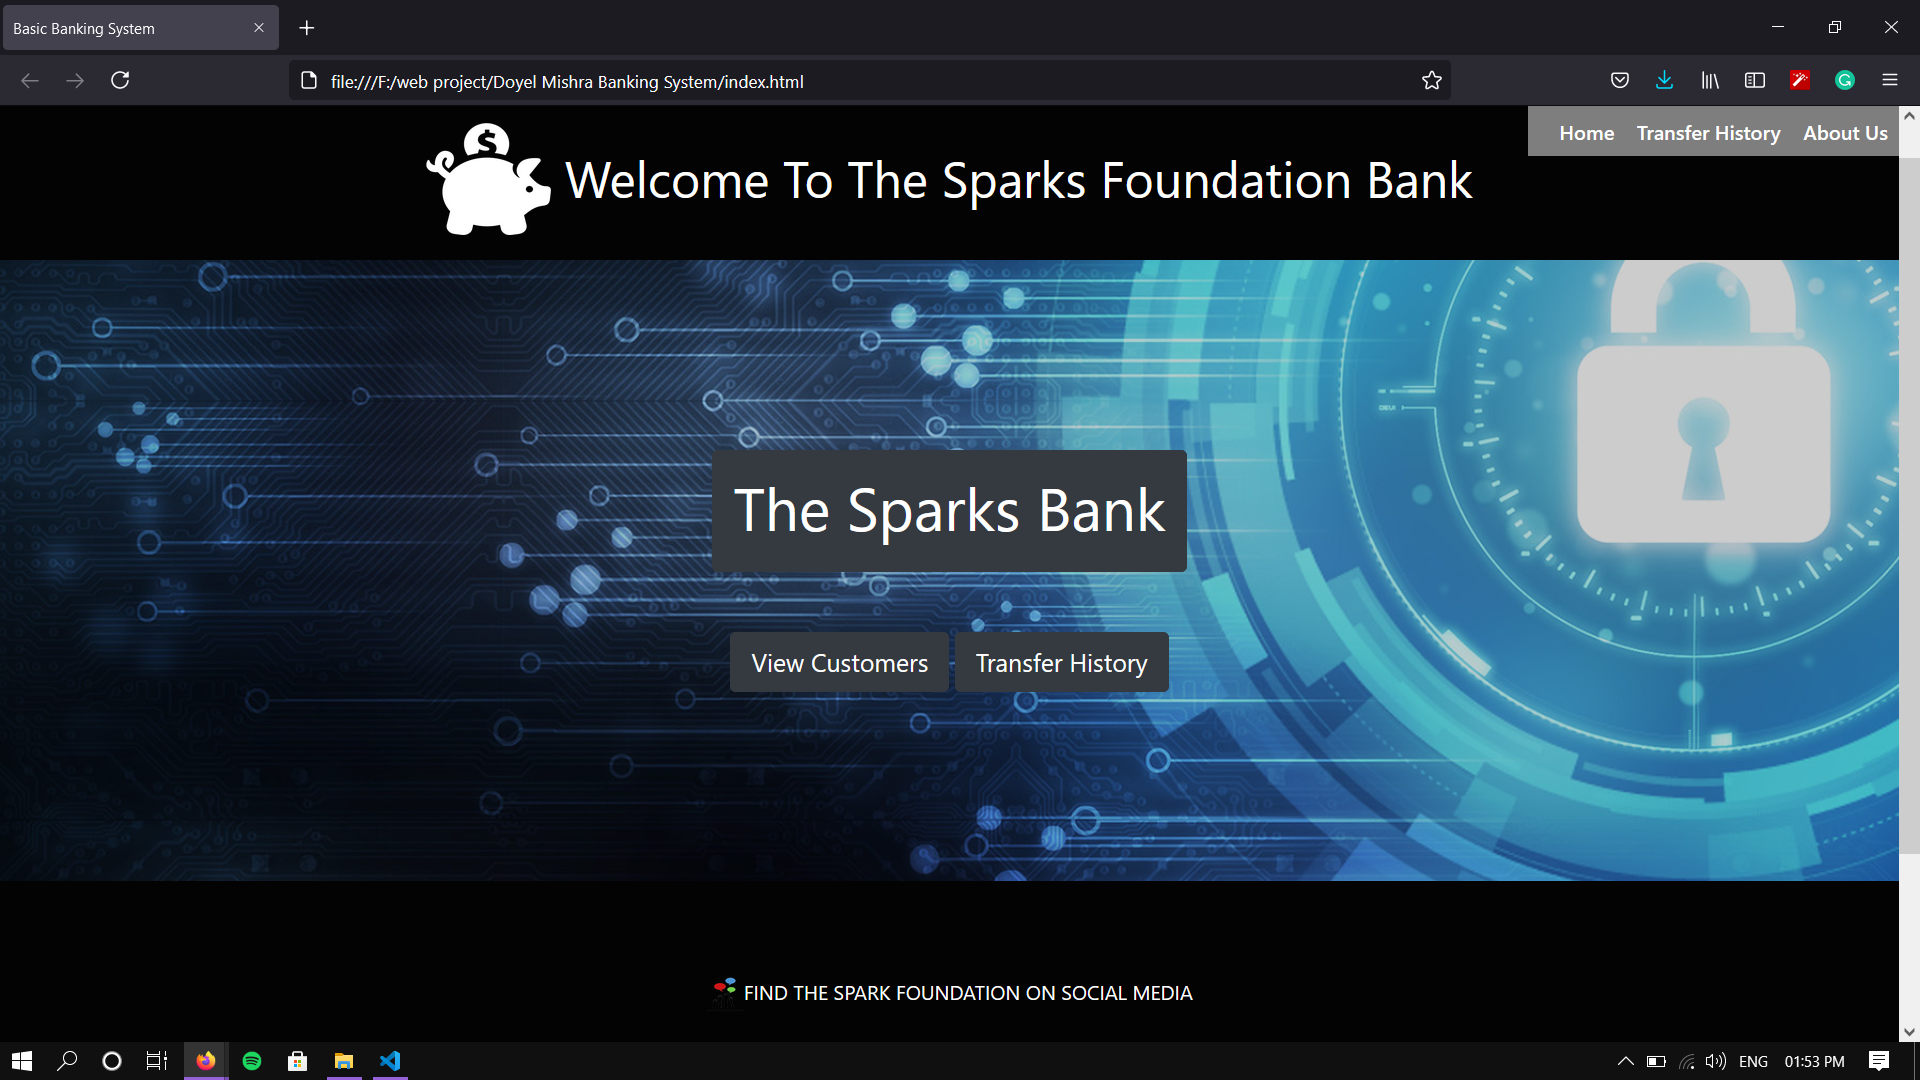 Basic Banking System
file:///F:/web project/Doyel Mishra Banking System/index.html
Home Transfer History About Us
Welcome To The Sparks Foundation Bank
The Sparks Bank
View Customers Transfer History
FIND THE SPARK FOUNDATION ON SOCIAL MEDIA
ENG 01:53 PM